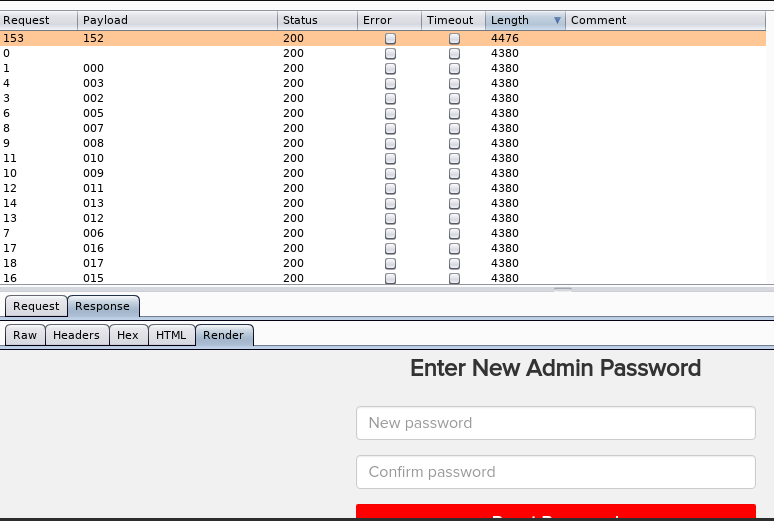 Request Payload Status Error Timeout Length Comment
153 152 200 4476
0 200 4380
1 000 200 4380
4 003 200 4380
3 002 200 4380
6 005 200 4380
8 007 200 4380
9 008 200 4380
11 010 200 4380
10 009 200 4380
12 011 200 4380
14 013 200 4380
13 012 200 4380
7 006 200 4380
17 016 200 4380
18 017 200 4380
16 015 200 4380
Request Response
Raw Headers Hex HTML Render
Enter New Admin Password
New password
Confirm password